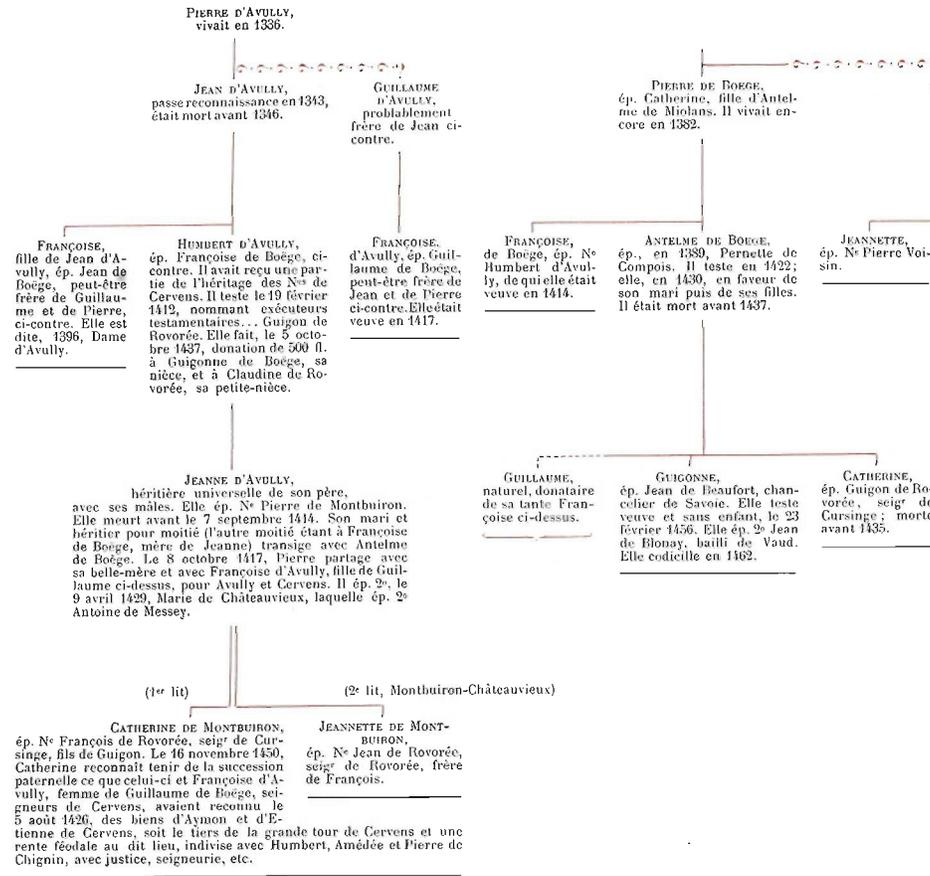 PIERRE D'AVULLY,
vivait en 1336.
JEAN D'AVULLY,
passe reconnaissance en 1343,
était mort avant 1346.
GUILLAUME
D'AVULLY,
problablement
frère de Jean ci-
contre.
PIERRE DE BOEGE,
ép. Catherine, fille d'Antel-
me de Miolans. Il vivait en-
core en 1382.
FRANÇOISE,
fille de Jean d'A-
vully, ép. Jean de
Boëge, peut-être
frère de Guillau-
me et de Pierre,
ci-contre. Elle est
dite, 1396, Dame
d'Avully.
HUMBERT D'AVULLY,
ép. Françoise de Boëge, ci-
contre. Il avait reçu une par-
tie de l'héritage des Nes de
Cervens. Il teste le 19 février
1412, nommant exécuteurs
testamentaires... Guigon de
Rovorée. Elle fait, le 5 octo-
bre 1437, donation de 500 fl.
à Guigonne de Boëge, sa
nièce, et à Claudine de Ro-
vorée, sa petite-nièce.
FRANÇOISE,
d'Avully, ép. Guil-
laume de Boëge,
peut-être frère de
Jean et de Pierre
ci-contre. Elle était
veuve en 1417.
FRANÇOISE,
de Boëge, ép. Ne
Humbert d'Avul-
ly, de qui elle était
veuve en 1414.
ANTELME DE BOEGE,
ép., en 1389, Pernette de
Compois. Il teste en 1422;
elle, en 1430, en faveur de
son mari puis de ses filles.
Il était mort avant 1437.
JEANNETTE,
ép. Ne Pierre Voi-
sin.
JEANNE D'AVULLY,
héritière universelle de son père,
avec ses mâles. Elle ép. Ne Pierre de Montbuiron.
Elle meurt avant le 7 septembre 1414. Son mari et
héritier pour moitié (l'autre moitié étant à Françoise
de Boëge, mère de Jeanne) transige avec Antelme
de Boëge. Le 8 octobre 1417, Pierre partage avec
sa belle-mère et avec Françoise d'Avully, fille de Guil-
laume ci-dessus, pour Avully et Cervens. Il ép. 2o, le
9 avril 1429, Marie de Châteauvieux, laquelle ép. 2o
Antoine de Messey.
GUILLAUME,
naturel, donataire
de sa tante Fran-
çoise ci-dessus.
GUIGONNE,
ép. Jean de Beaufort, chan-
celier de Savoie. Elle teste
veuve et sans enfant, le 23
février 1456. Elle ép. 2o Jean
de Blonay, bailli de Vaud.
Elle codicille en 1462.
CATHERINE,
ép. Guigon de Ro-
vorée, seigr de
Cursinge; morte
avant 1435.
(1er lit)
(2e lit, Montbuiron-Châteauvieux)
CATHERINE DE MONTBUIRON,
ép. Ne François de Rovorée, seigr de Cur-
singe, fils de Guigon. Le 16 novembre 1450,
Catherine reconnaît tenir de la succession
paternelle ce que celui-ci et Françoise d'A-
vully, femme de Guillaume de Boëge, sei-
gneurs de Cervens, avaient reconnu le
5 août 1426, des biens d'Aymon et d'E-
tienne de Cervens, soit le tiers de la grande tour de Cervens et une
rente féodale au dit lieu, indivise avec Humbert, Amédée et Pierre de
Chignin, avec justice, seigneurie, etc.
JEANNETTE DE MONT-
BUIRON,
ép. Ne Jean de Rovorée,
seigr de Rovorée, frère
de François.